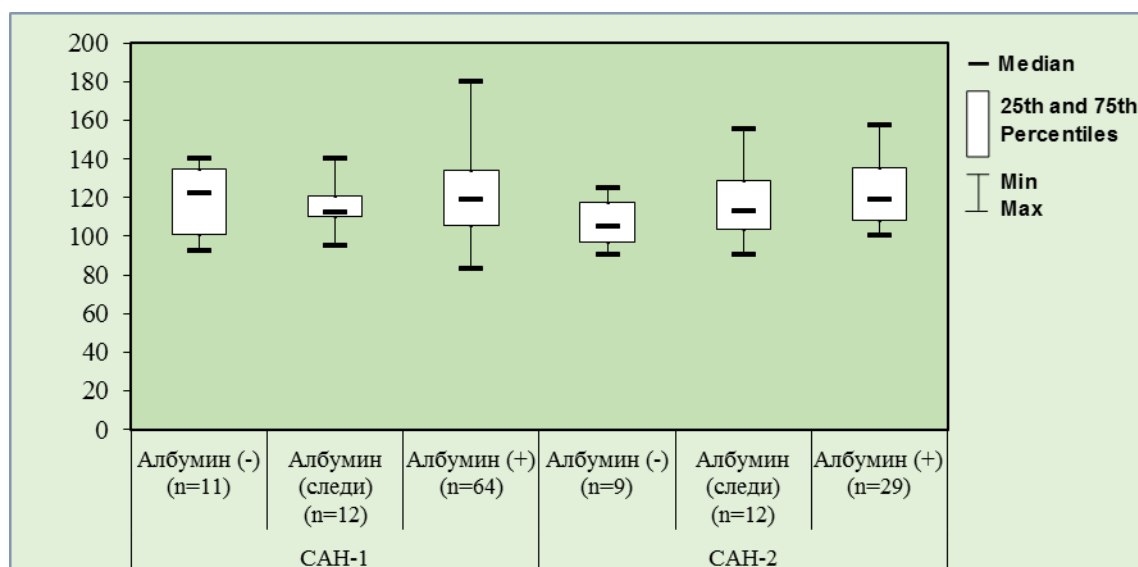 200
180
160
140
120
100
80
60
40
20
0
Median
25th and 75th
Percentiles
Min
Max
Албумин (-)
(n=11)
Албумин
(следи)
(n=12)
Албумин (+)
(n=64)
Албумин (-)
(n=9)
Албумин
(следи)
(n=12)
Албумин (+)
(n=29)
САН-1
САН-2